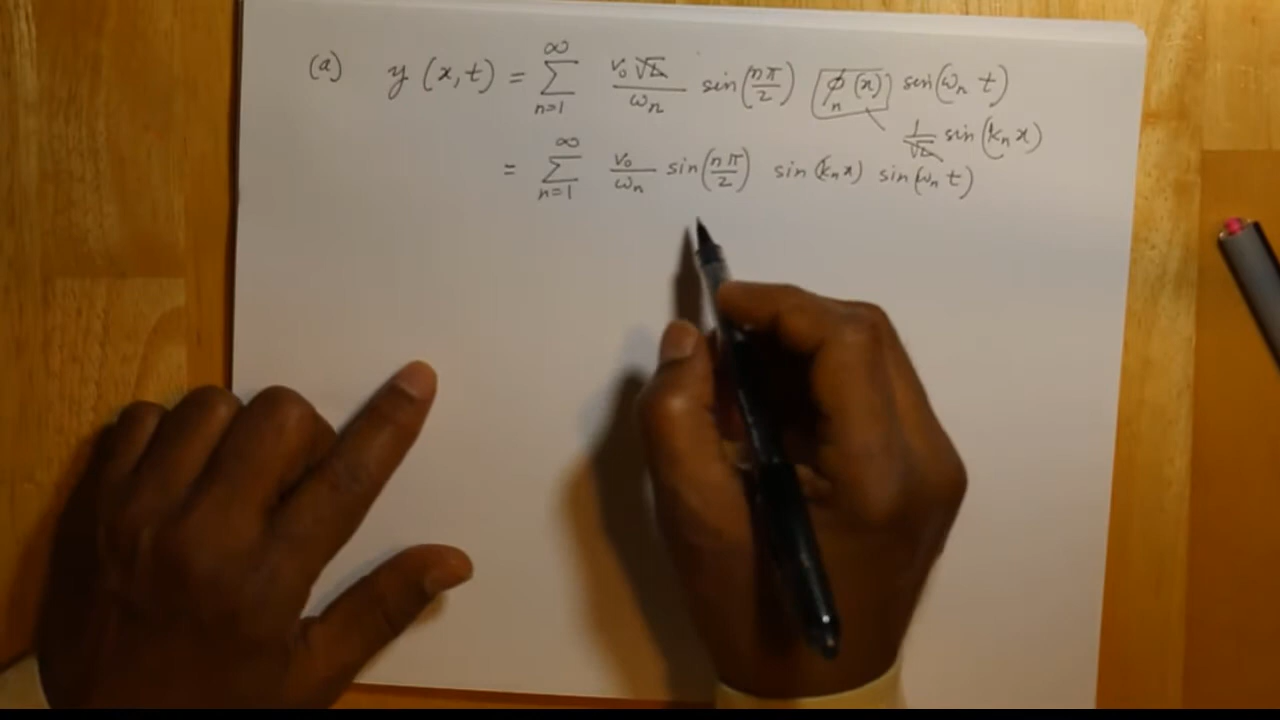 (a) y (x, t) = ∞ ∑ n=1 v₀ √L / ωₙ sin(nπ/2) ϕₙ(x) sin(ωₙ t)
1/√L sin(kₙ x)
= ∞ ∑ n=1 v₀ / ωₙ sin(nπ/2) sin(kₙ x) sin(ωₙ t)